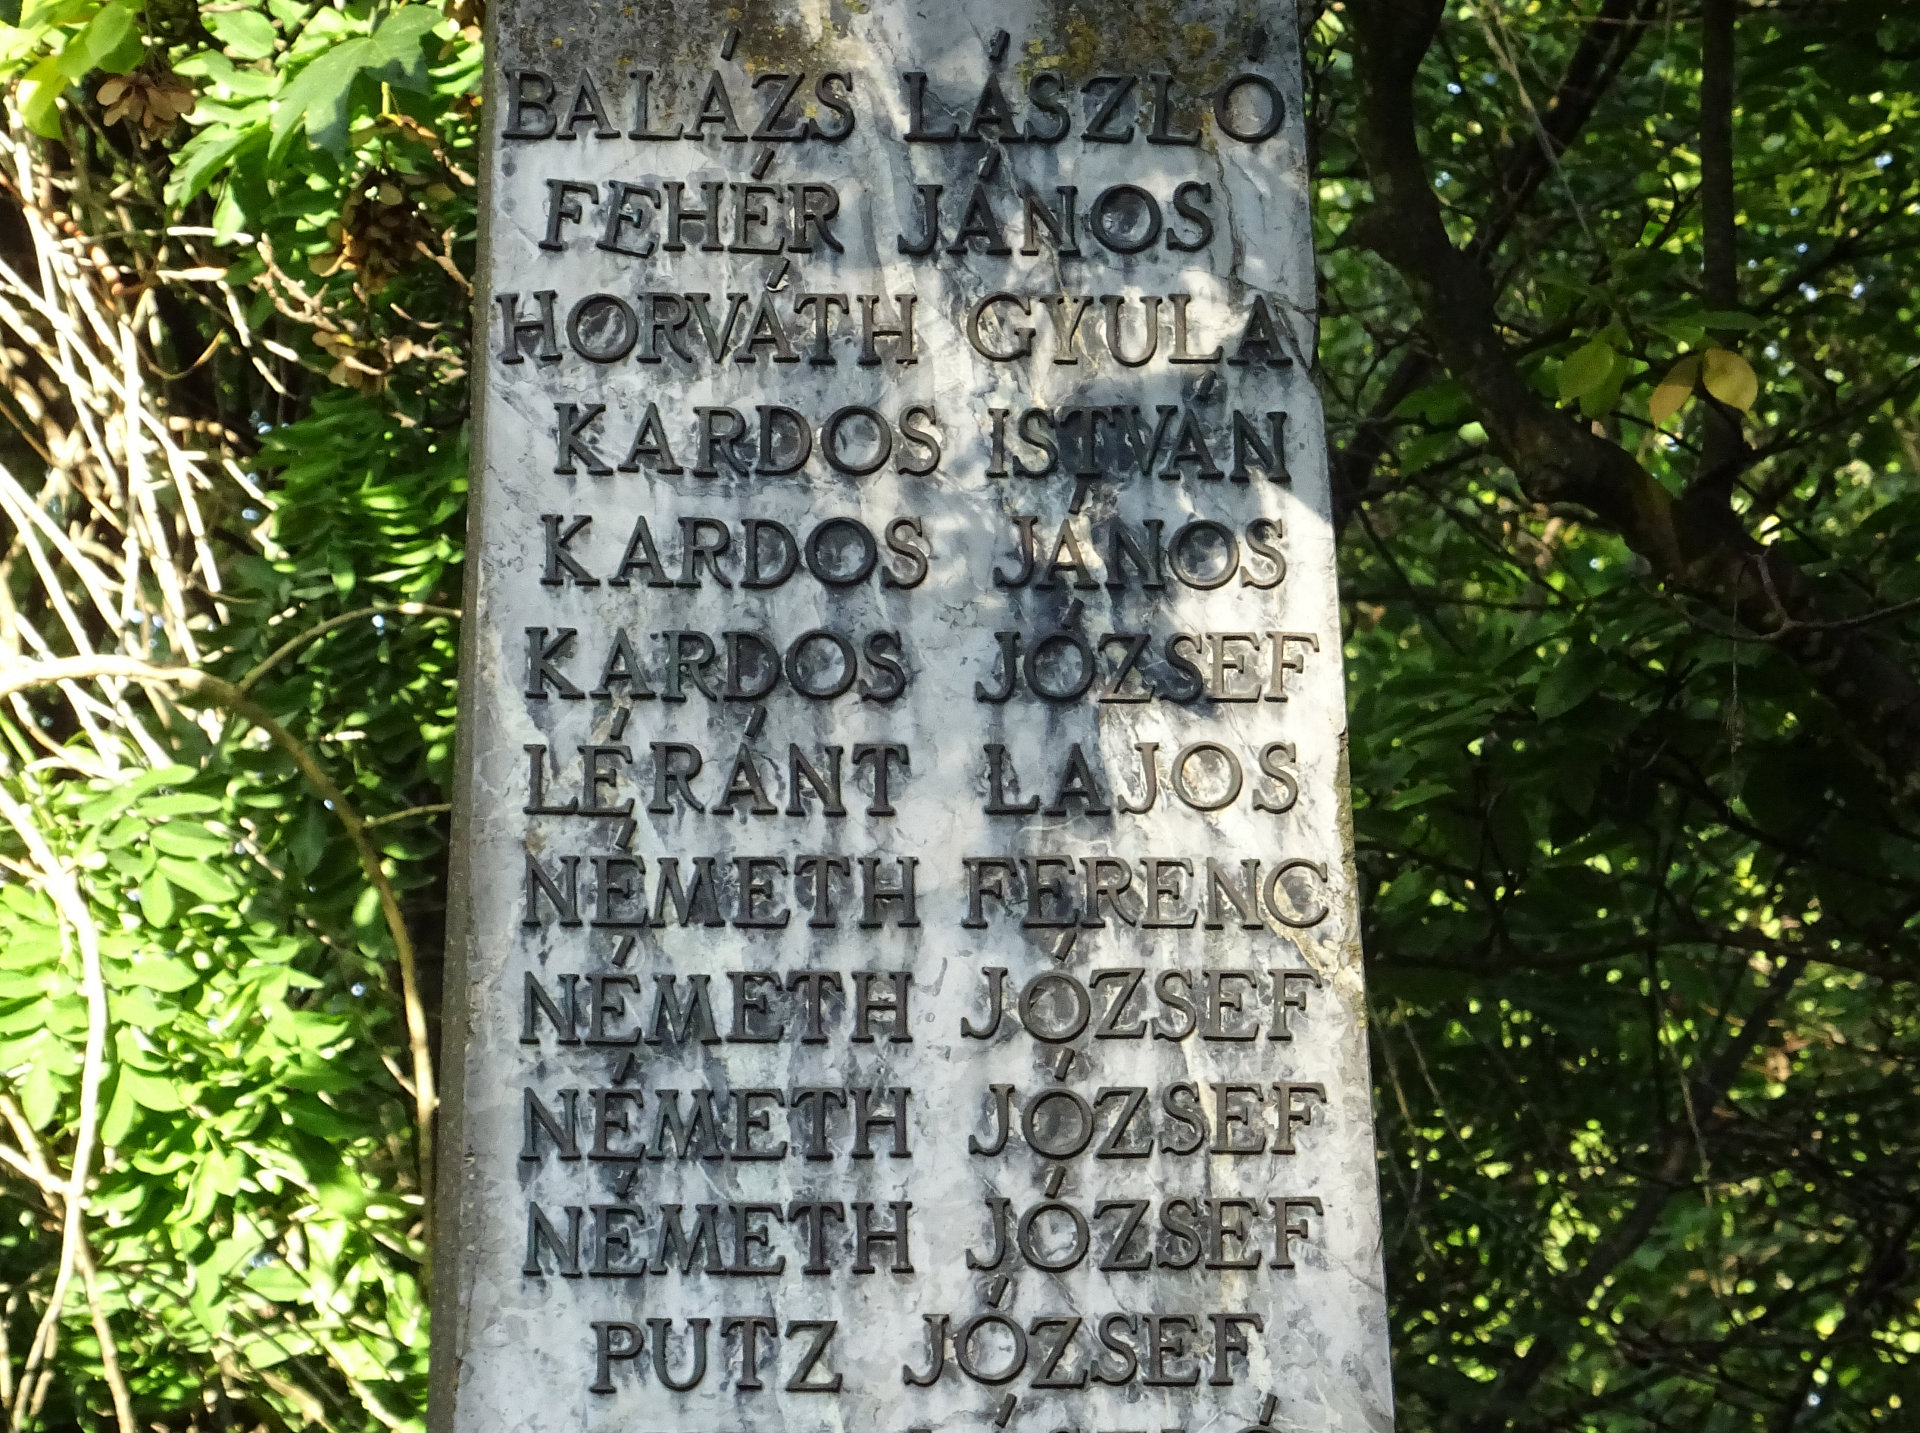 BALÁZS LÁSZLÓ
FEHÉR JÁNOS
HORVÁTH GYULA
KARDOS ISTVÁN
KARDOS JÁNOS
KARDOS JÓZSEF
LÉRÁNT LAJOS
NÉMETH FERENC
NÉMETH JÓZSEF
NÉMETH JÓZSEF
NÉMETH JÓZSEF
PUTZ JÓZSEF